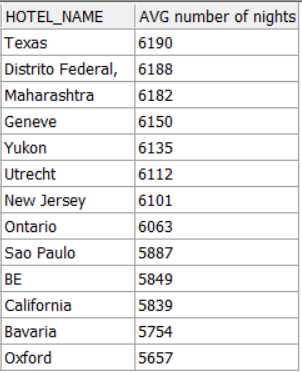 HOTEL_NAME AVG number of nights
Texas 6190
Distrito Federal, 6188
Maharashtra 6182
Geneve 6150
Yukon 6135
Utrecht 6112
New Jersey 6101
Ontario 6063
Sao Paulo 5887
BE 5849
California 5839
Bavaria 5754
Oxford 5657